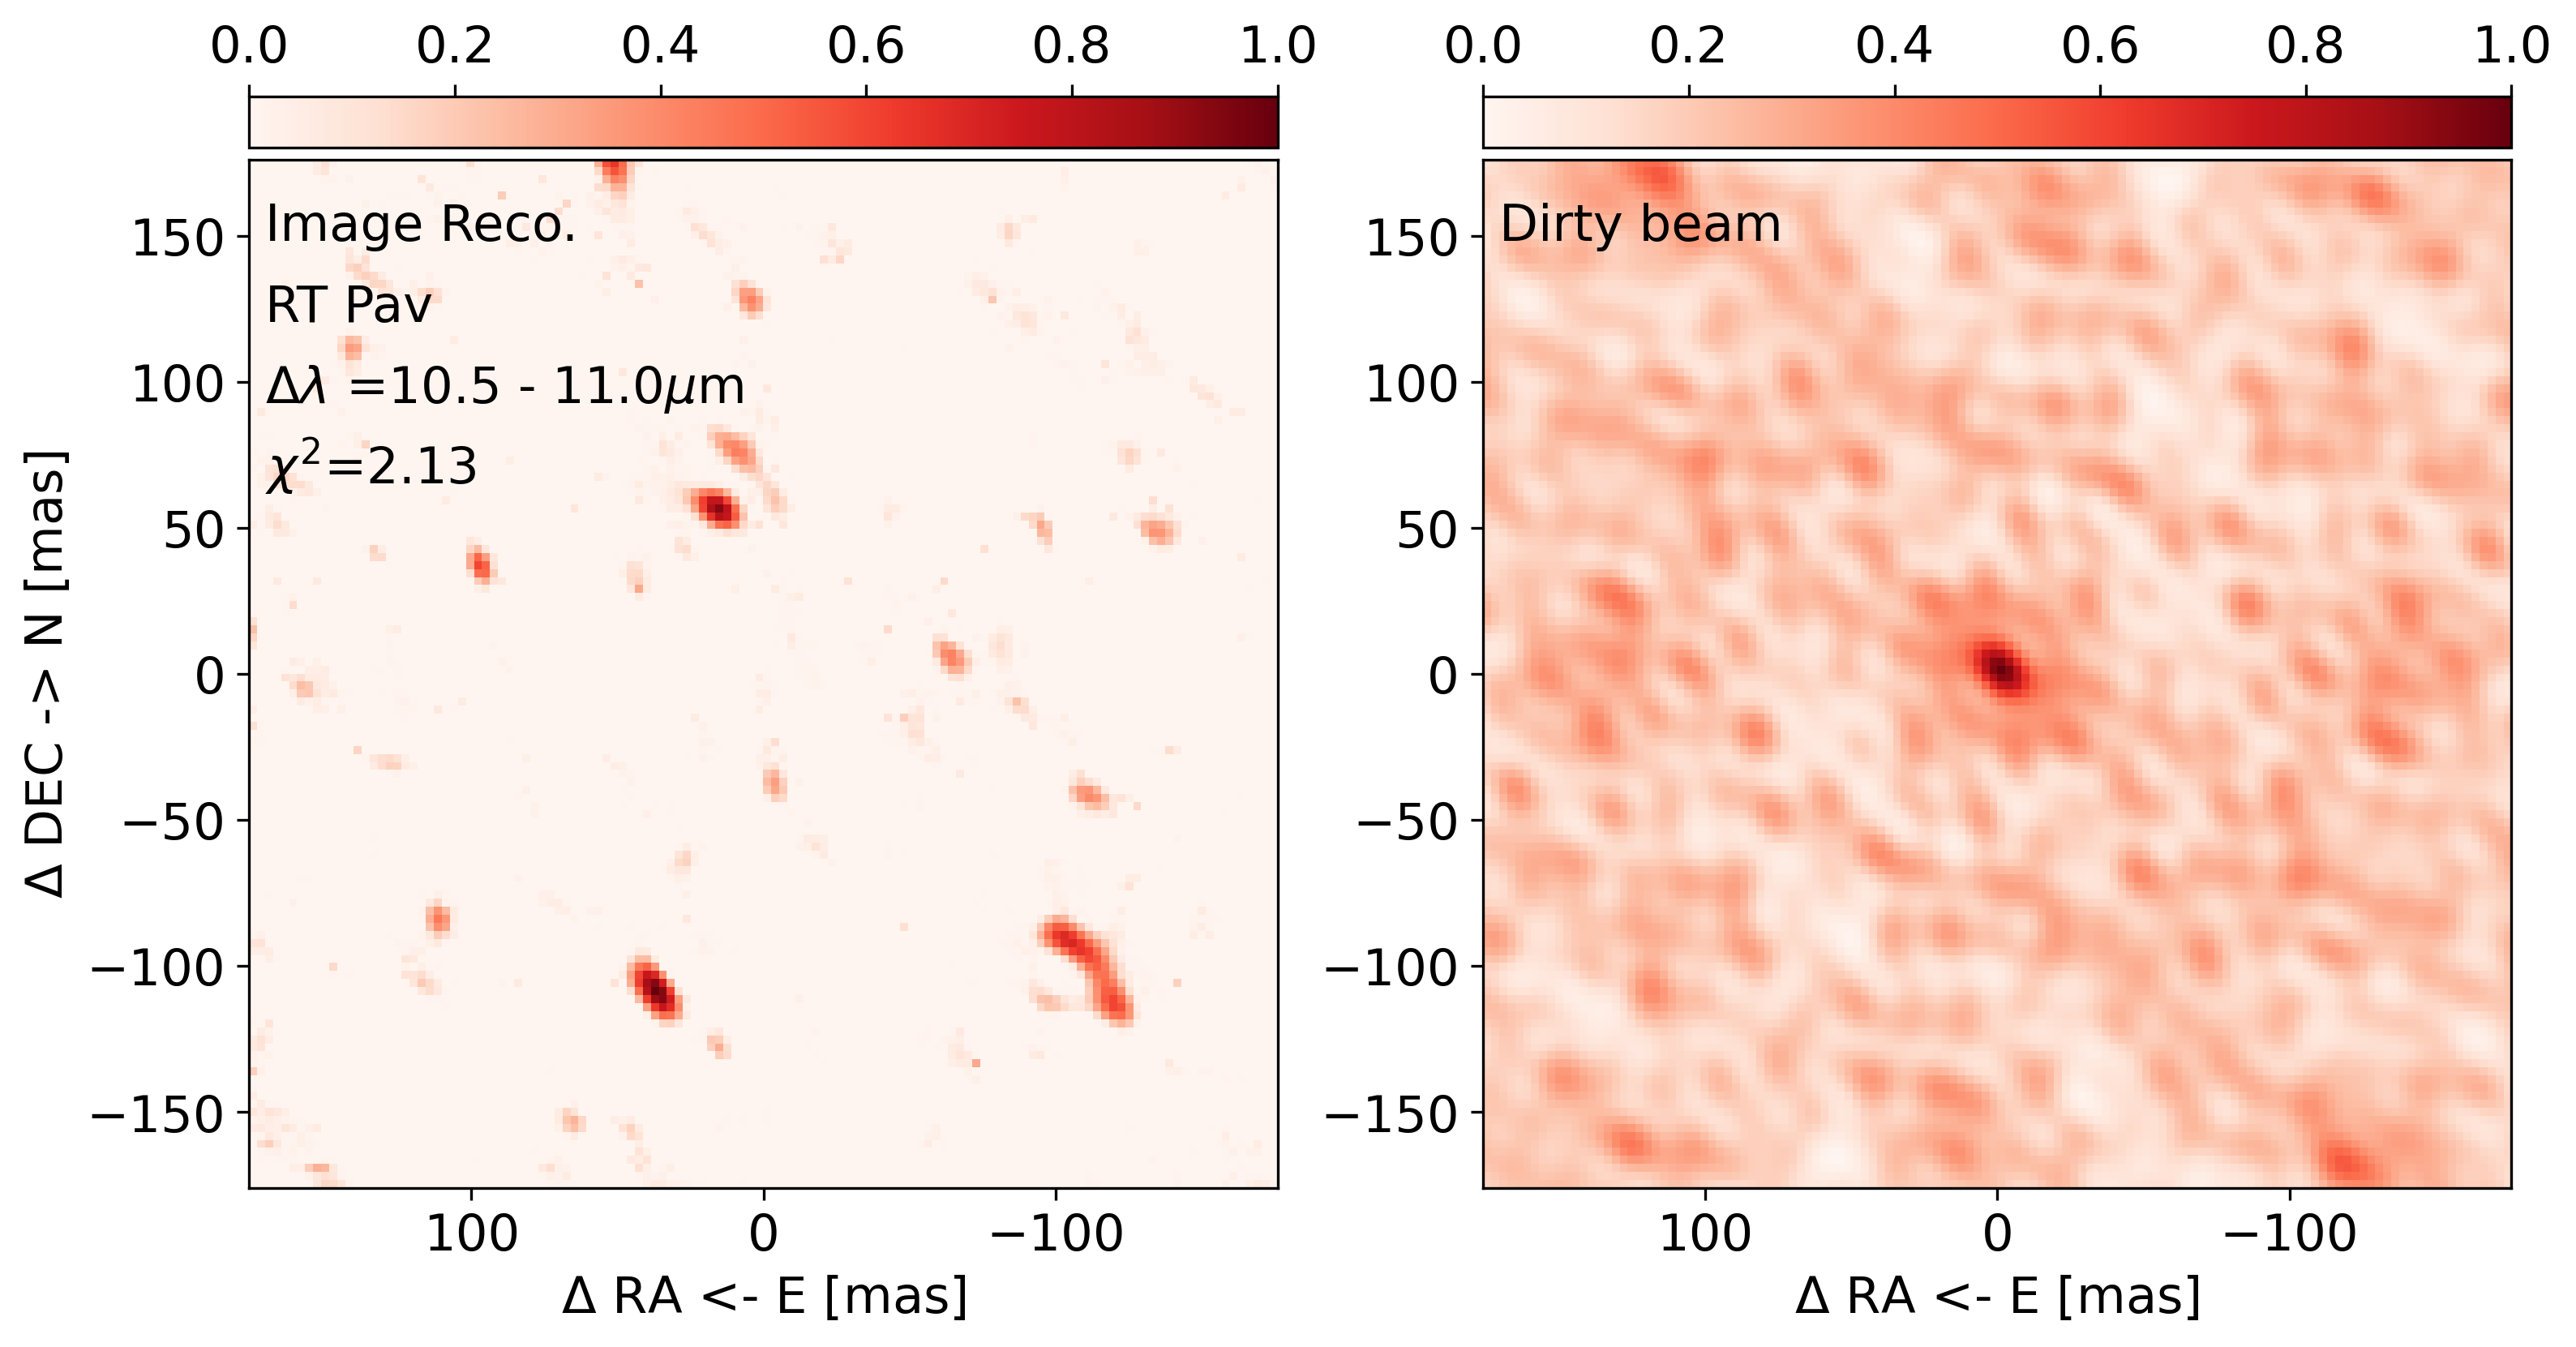 0.0 0.2 0.4 0.6 0.8 1.0
0.0 0.2 0.4 0.6 0.8 1.0
Image Reco.
RT Pav
Δλ =10.5 - 11.0μm
χ²=2.13
Dirty beam
150
100
50
0
−50
−100
−150
Δ DEC -> N [mas]
100 0 −100
Δ RA <- E [mas]
150
100
50
0
−50
−100
−150
100 0 −100
Δ RA <- E [mas]